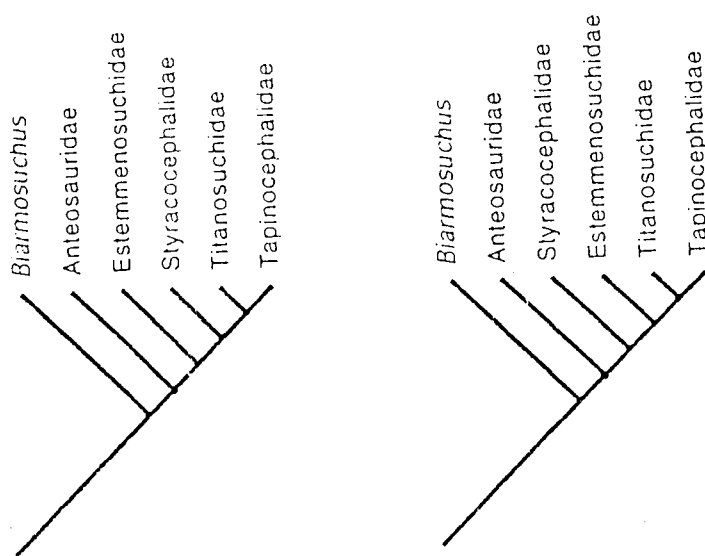 Biarmosuchus
Anteosauridae
Estemmenosuchidae
Styracocephalidae
Titanosuchidae
Tapinocephalidae
Biarmosuchus
Anteosauridae
Styracocephalidae
Estemmenosuchidae
Titanosuchidae
Tapinocephalidae